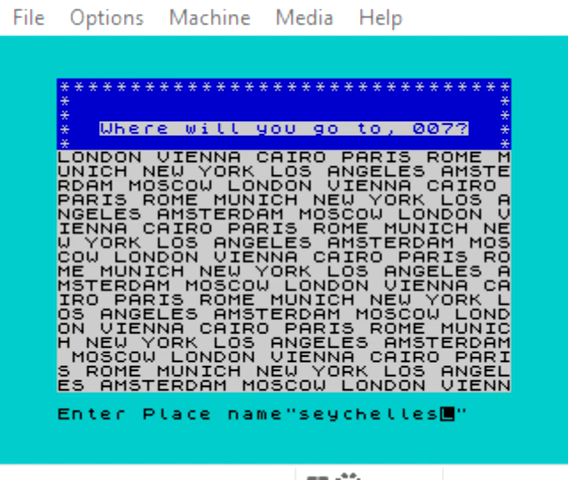 File Options Machine Media Help
* * * * * * * * * * * * * * * * * * * * * * * * * * * * * * * *
* *
* *
* Where will you go to, 007? *
* *
LONDON VIENNA CAIRO PARIS ROME M
UNICH NEW YORK LOS ANGELES AMSTE
RDAM MOSCOW LONDON VIENNA CAIRO
PARIS ROME MUNICH NEW YORK LOS A
NGELES AMSTERDAM MOSCOW LONDON V
IENNA CAIRO PARIS ROME MUNICH NE
W YORK LOS ANGELES AMSTERDAM MOS
COW LONDON VIENNA CAIRO PARIS RO
ME MUNICH NEW YORK LOS ANGELES A
MSTERDAM MOSCOW LONDON VIENNA CA
IRO PARIS ROME MUNICH NEW YORK L
OS ANGELES AMSTERDAM MOSCOW LOND
ON VIENNA CAIRO PARIS ROME MUNIC
H NEW YORK LOS ANGELES AMSTERDAM
MOSCOW LONDON VIENNA CAIRO PARI
S ROME MUNICH NEW YORK LOS ANGEL
ES AMSTERDAM MOSCOW LONDON VIENN
Enter Place name"seychellesL"